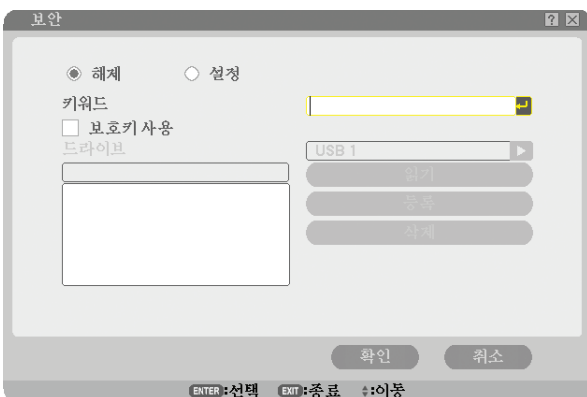 보안
해제 설정
키워드
보호키 사용
드라이브 USB 1
읽기
등록
삭제
확인 취소
ENTER :선택 EXIT :종료 :이동